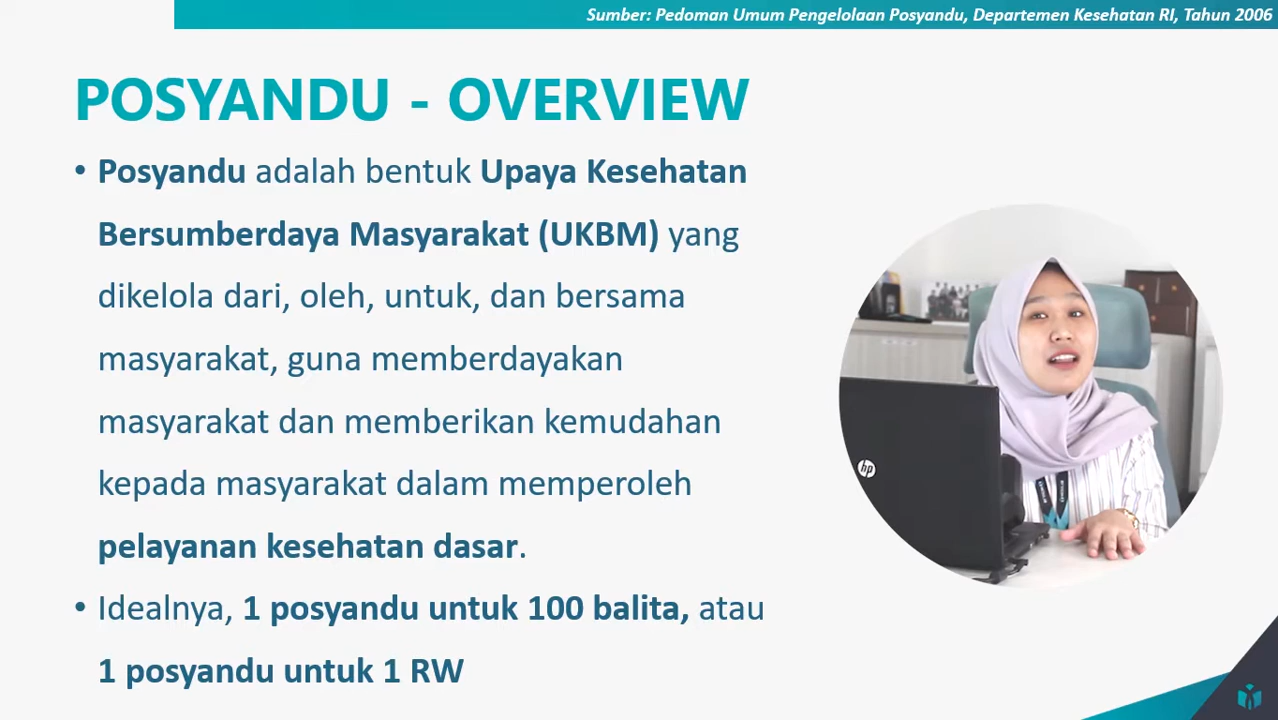 Sumber: Pedoman Umum Pengelolaan Posyandu, Departemen Kesehatan RI, Tahun 2006
POSYANDU - OVERVIEW
• Posyandu adalah bentuk Upaya Kesehatan
Bersumberdaya Masyarakat (UKBM) yang
dikelola dari, oleh, untuk, dan bersama
masyarakat, guna memberdayakan
masyarakat dan memberikan kemudahan
kepada masyarakat dalam memperoleh
pelayanan kesehatan dasar.
• Idealnya, 1 posyandu untuk 100 balita, atau
1 posyandu untuk 1 RW
hp